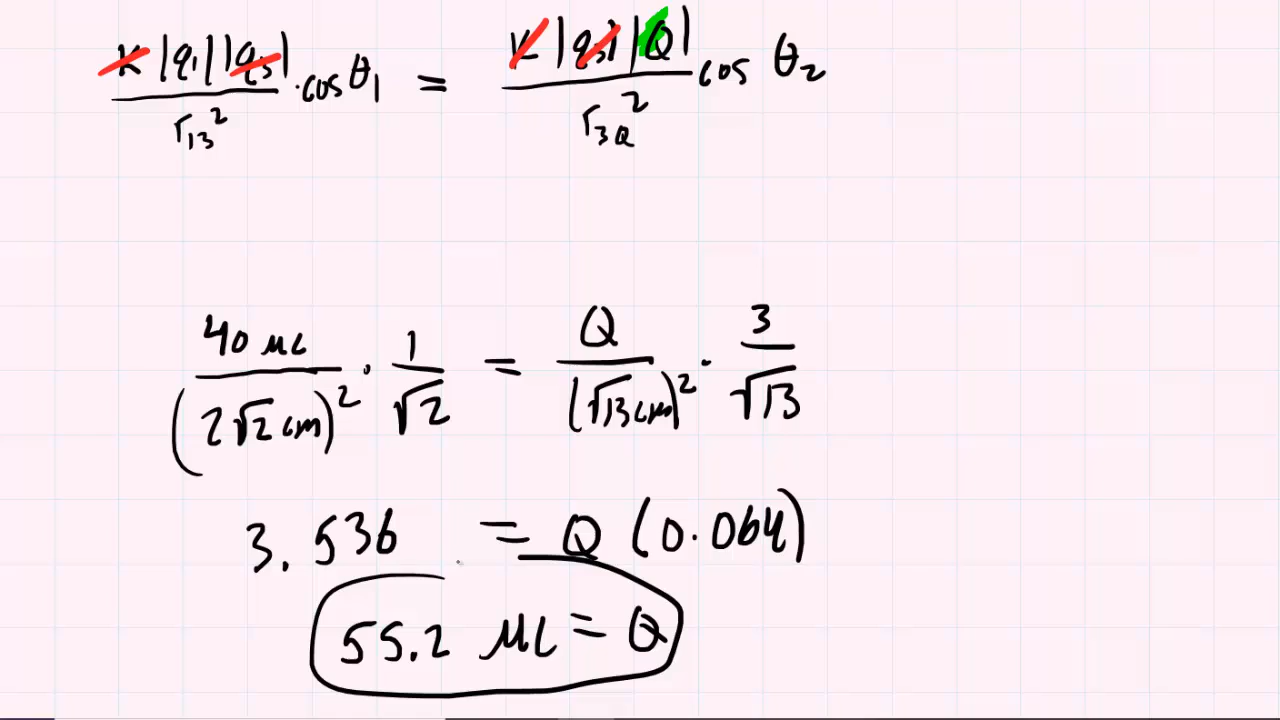 K |q₁| |q₃| / r₁₃² · cos θ₁ = K |q₃| |Q| / r₃Q² cos θ₂
40 μC / (2√2 cm)² · 1/√2 = Q / (√13 cm)² · 3/√13
3.536 = Q (0.064)
55.2 μC = Q